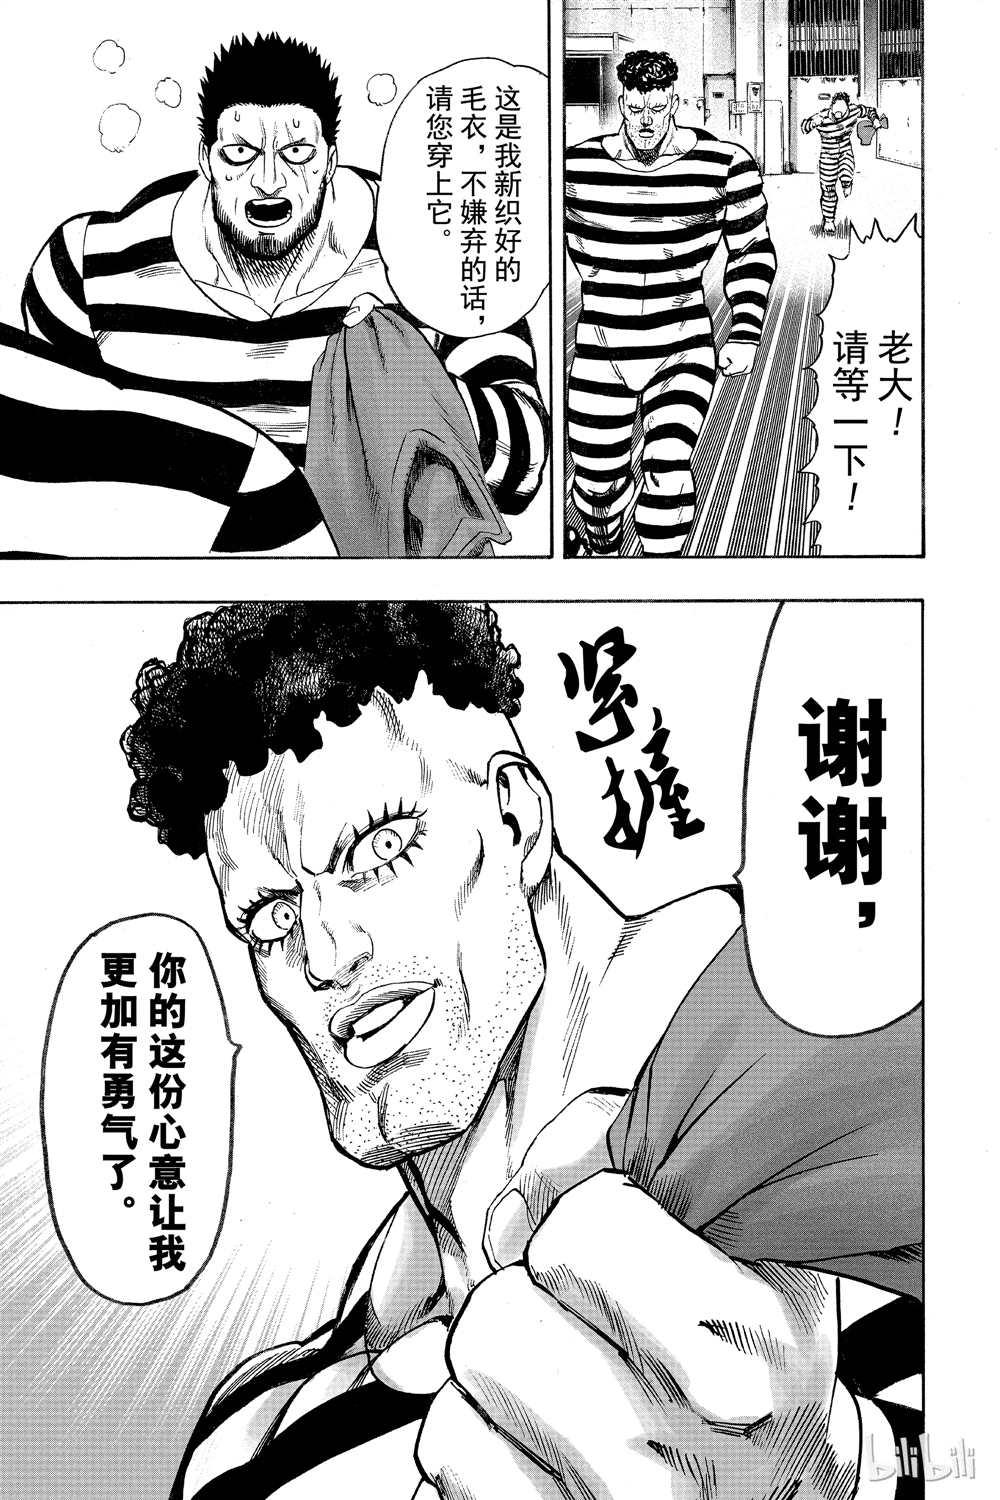 老大！
请等一下！
这是我新织好的
毛衣，不嫌弃的话，
请您穿上它。
谢谢，
紧握
你的这份心意让我
更加有勇气了。
bilibili